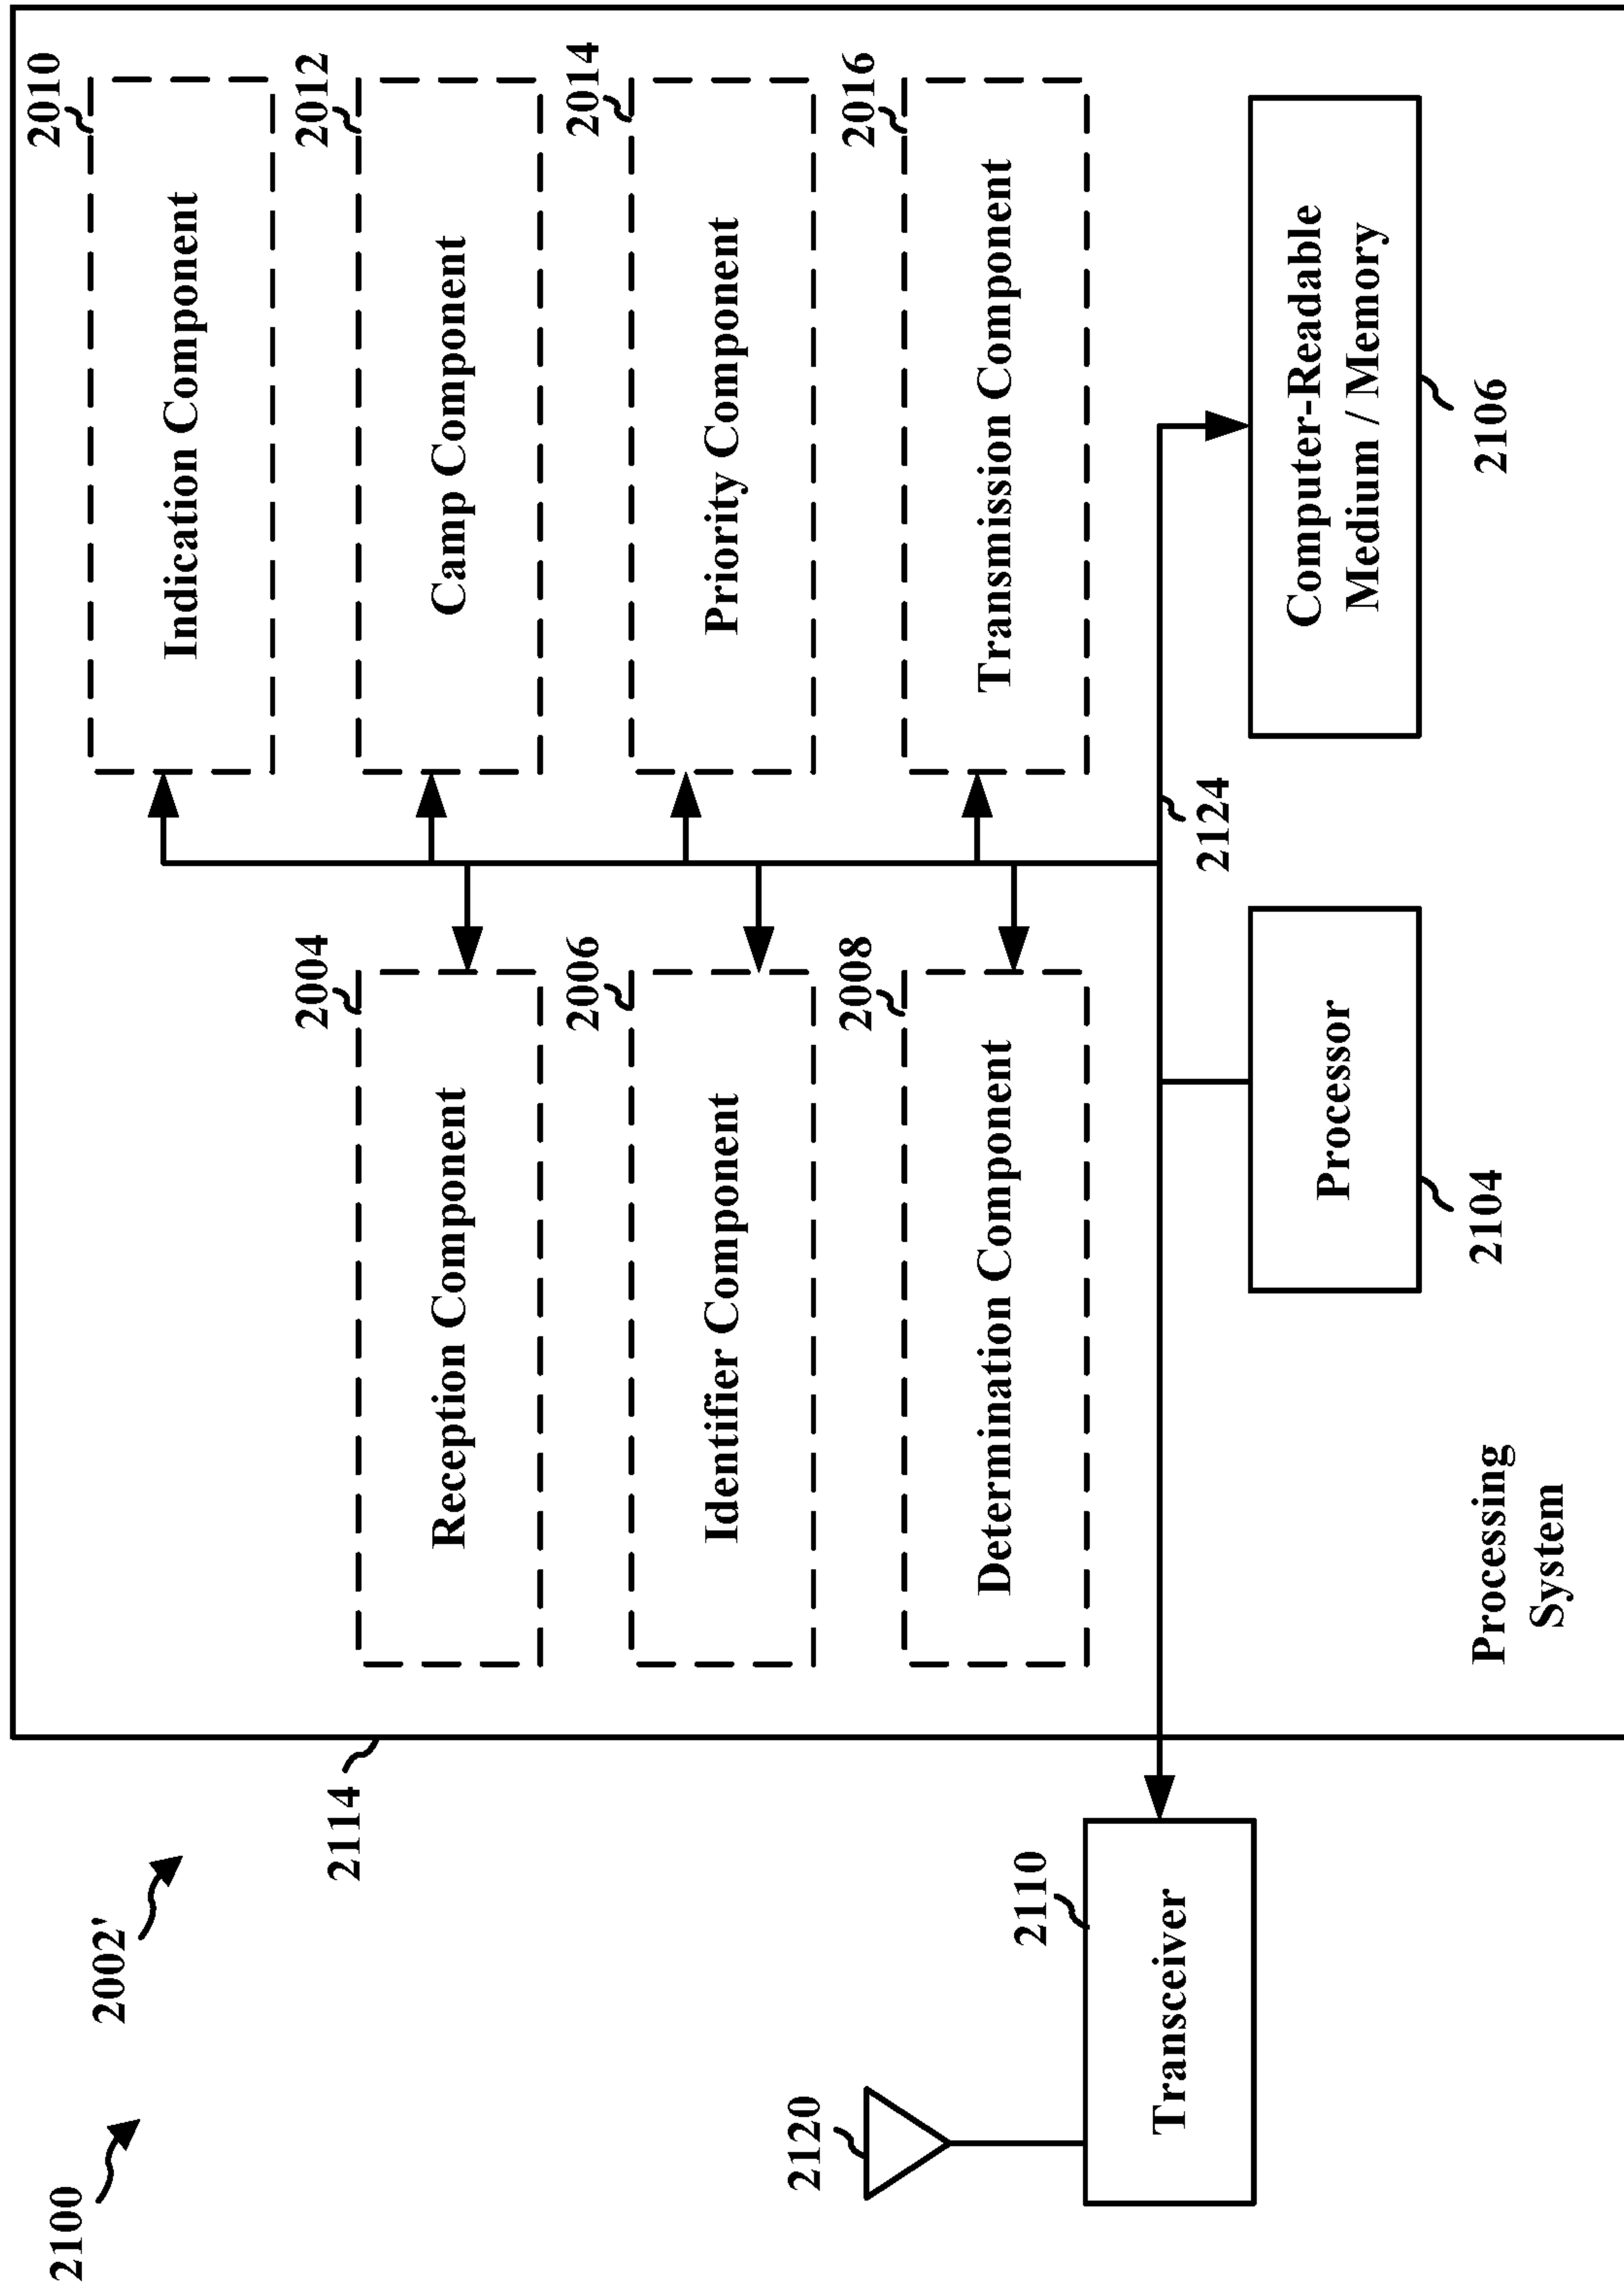 2100
2002'
2114
2010
Indication Component
2004
Reception Component
2012
Camp Component
2006
Identifier Component
2014
Priority Component
2008
Determination Component
2016
Transmission Component
2120
2110
Transceiver
2124
Processor
2104
Computer-Readable
Medium / Memory
2106
Processing
System